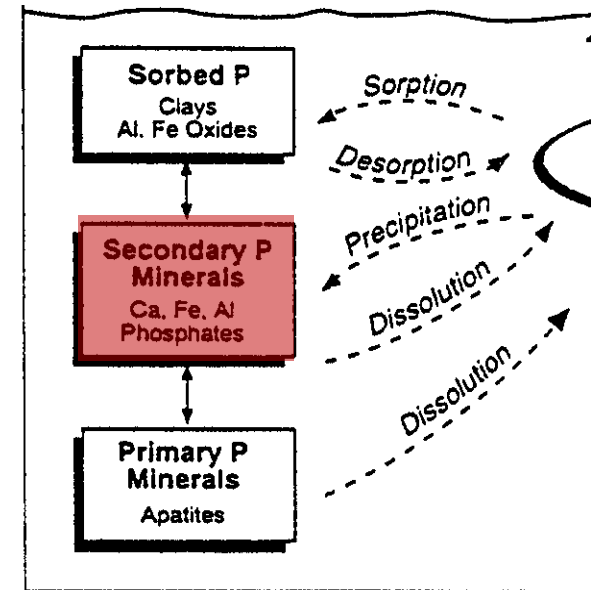 Sorbed P
Clays
Al, Fe Oxides
Sorption
Desorption
Precipitation
Secondary P
Minerals
Ca, Fe, Al
Phosphates
Dissolution
Dissolution
Primary P
Minerals
Apatites